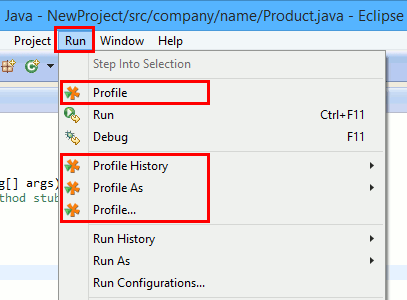 Java - NewProject/src/company/name/Product.java - Eclipse
Project Run Window Help
Step Into Selection
Profile
Run Ctrl+F11
Debug F11
Profile History
g[] args)
Profile As
thod stub
Profile...
Run History
Run As
Run Configurations...